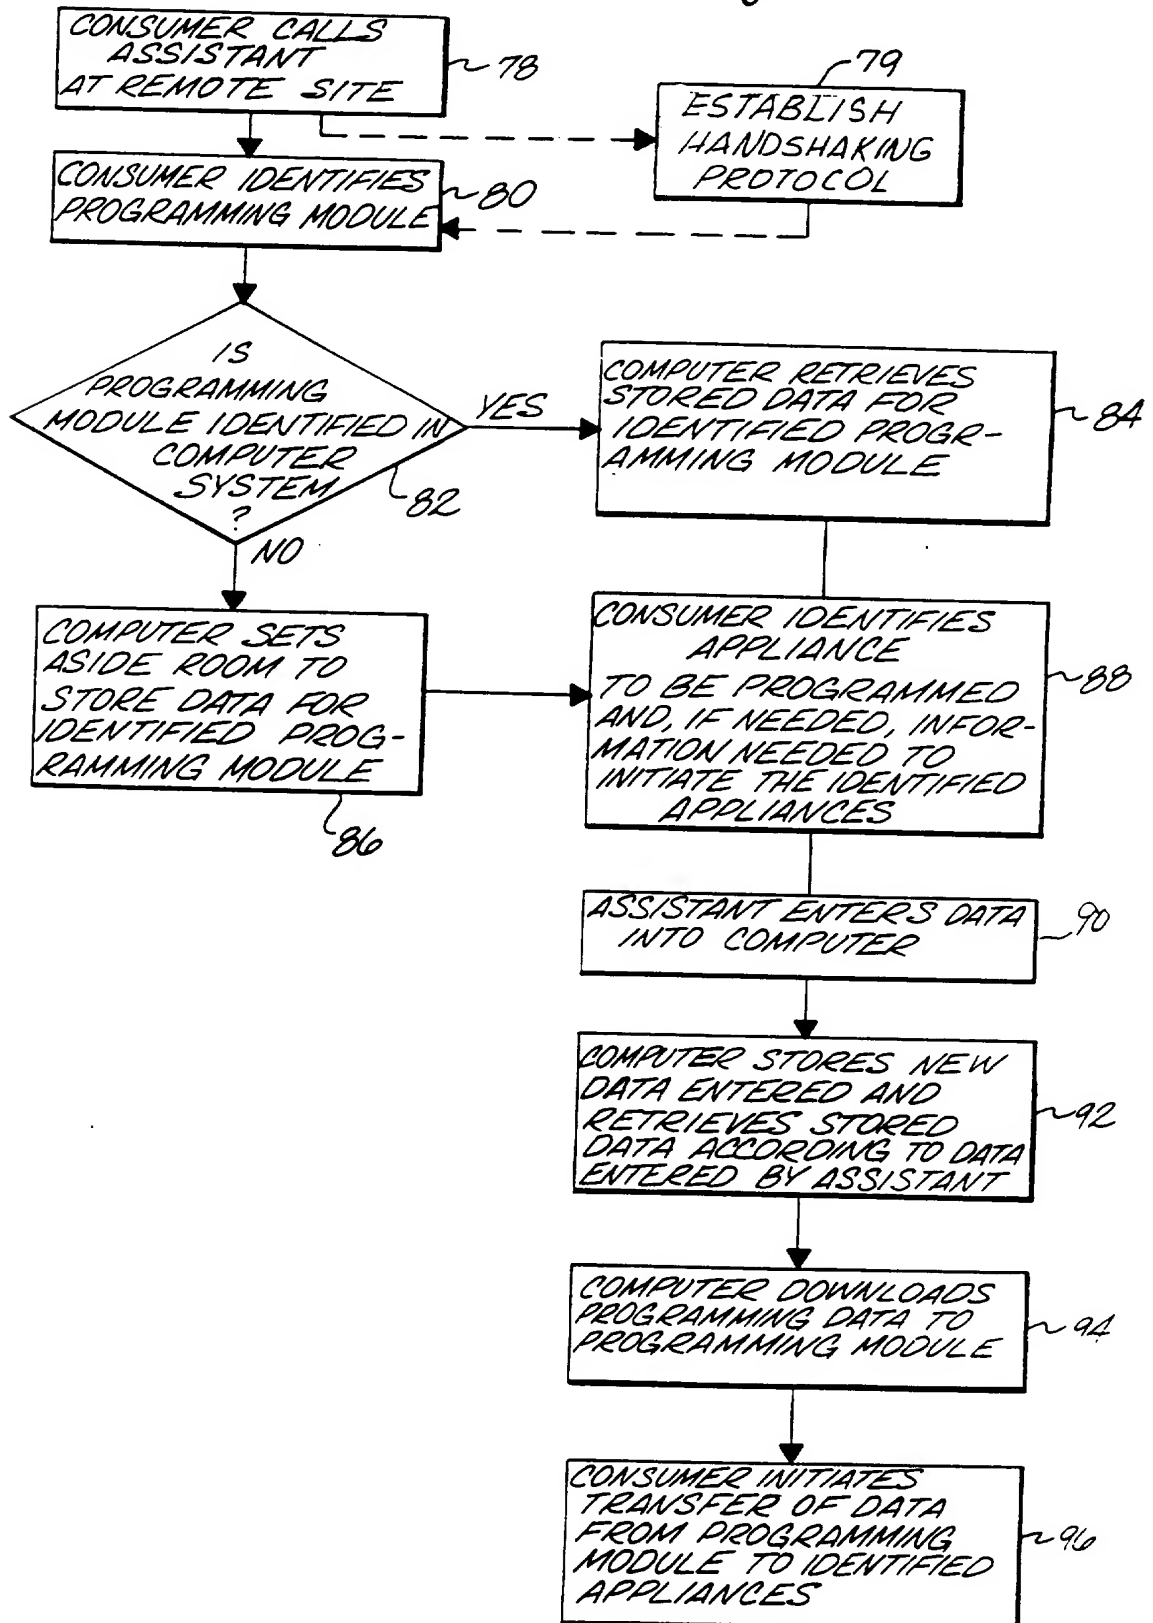 CONSUMER CALLS
ASSISTANT
AT REMOTE SITE
78
79
ESTABLISH
HANDSHAKING
PROTOCOL
CONSUMER IDENTIFIES
PROGRAMMING MODULE
80
IS
PROGRAMMING
MODULE IDENTIFIED IN
COMPUTER
SYSTEM
?
82
YES
NO
COMPUTER RETRIEVES
STORED DATA FOR
IDENTIFIED PROGR-
AMMING MODULE
84
COMPUTER SETS
ASIDE ROOM TO
STORE DATA FOR
IDENTIFIED PROG-
RAMMING MODULE
86
CONSUMER IDENTIFIES
APPLIANCE
TO BE PROGRAMMED
AND, IF NEEDED, INFOR-
MATION NEEDED TO
INITIATE THE IDENTIFIED
APPLIANCES
88
ASSISTANT ENTERS DATA
INTO COMPUTER
90
COMPUTER STORES NEW
DATA ENTERED AND
RETRIEVES STORED
DATA ACCORDING TO DATA
ENTERED BY ASSISTANT
92
COMPUTER DOWNLOADS
PROGRAMMING DATA TO
PROGRAMMING MODULE
94
CONSUMER INITIATES
TRANSFER OF DATA
FROM PROGRAMMING
MODULE TO IDENTIFIED
APPLIANCES
96